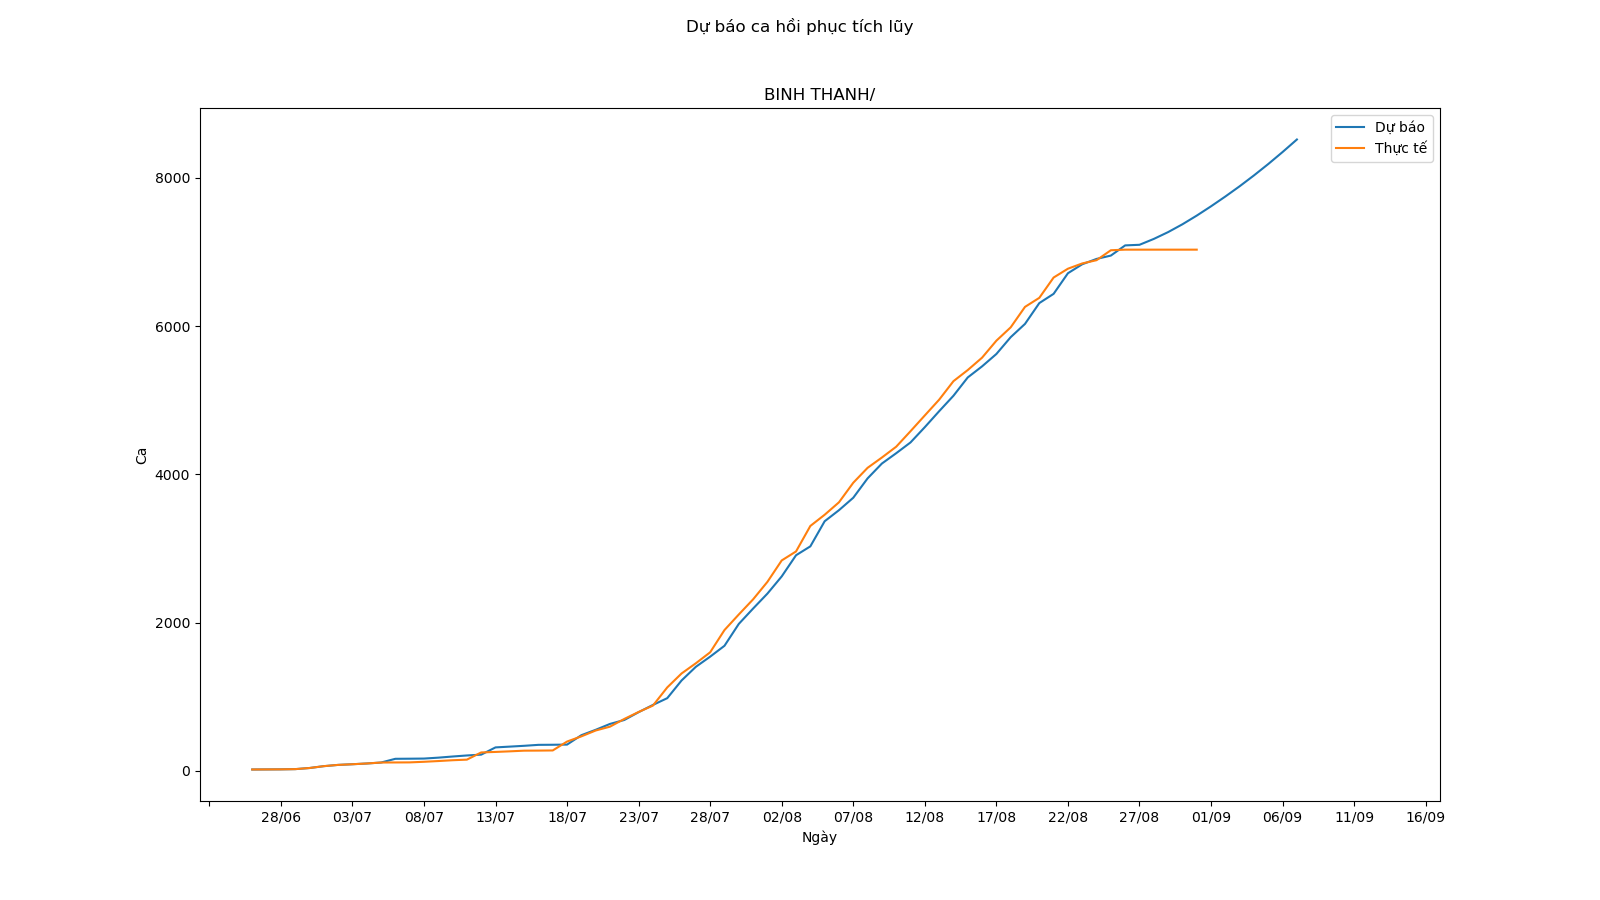 Dự báo ca hồi phục tích lũy
BINH THANH/
Dự báo
Thực tế
8000
6000
4000
2000
0
Ca
28/06 03/07 08/07 13/07 18/07 23/07 28/07 02/08 07/08 12/08 17/08 22/08 27/08 01/09 06/09 11/09 16/09
Ngày